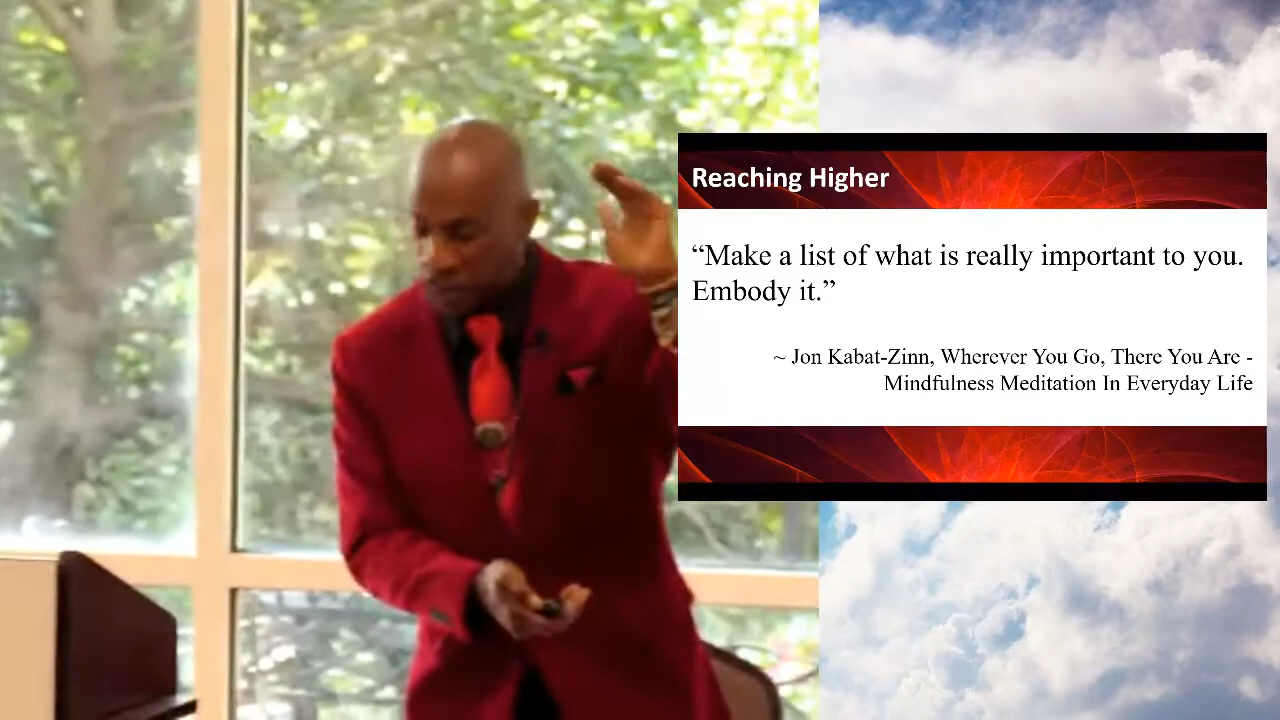 Reaching Higher
“Make a list of what is really important to you.
Embody it.”
~ Jon Kabat-Zinn, Wherever You Go, There You Are -
Mindfulness Meditation In Everyday Life